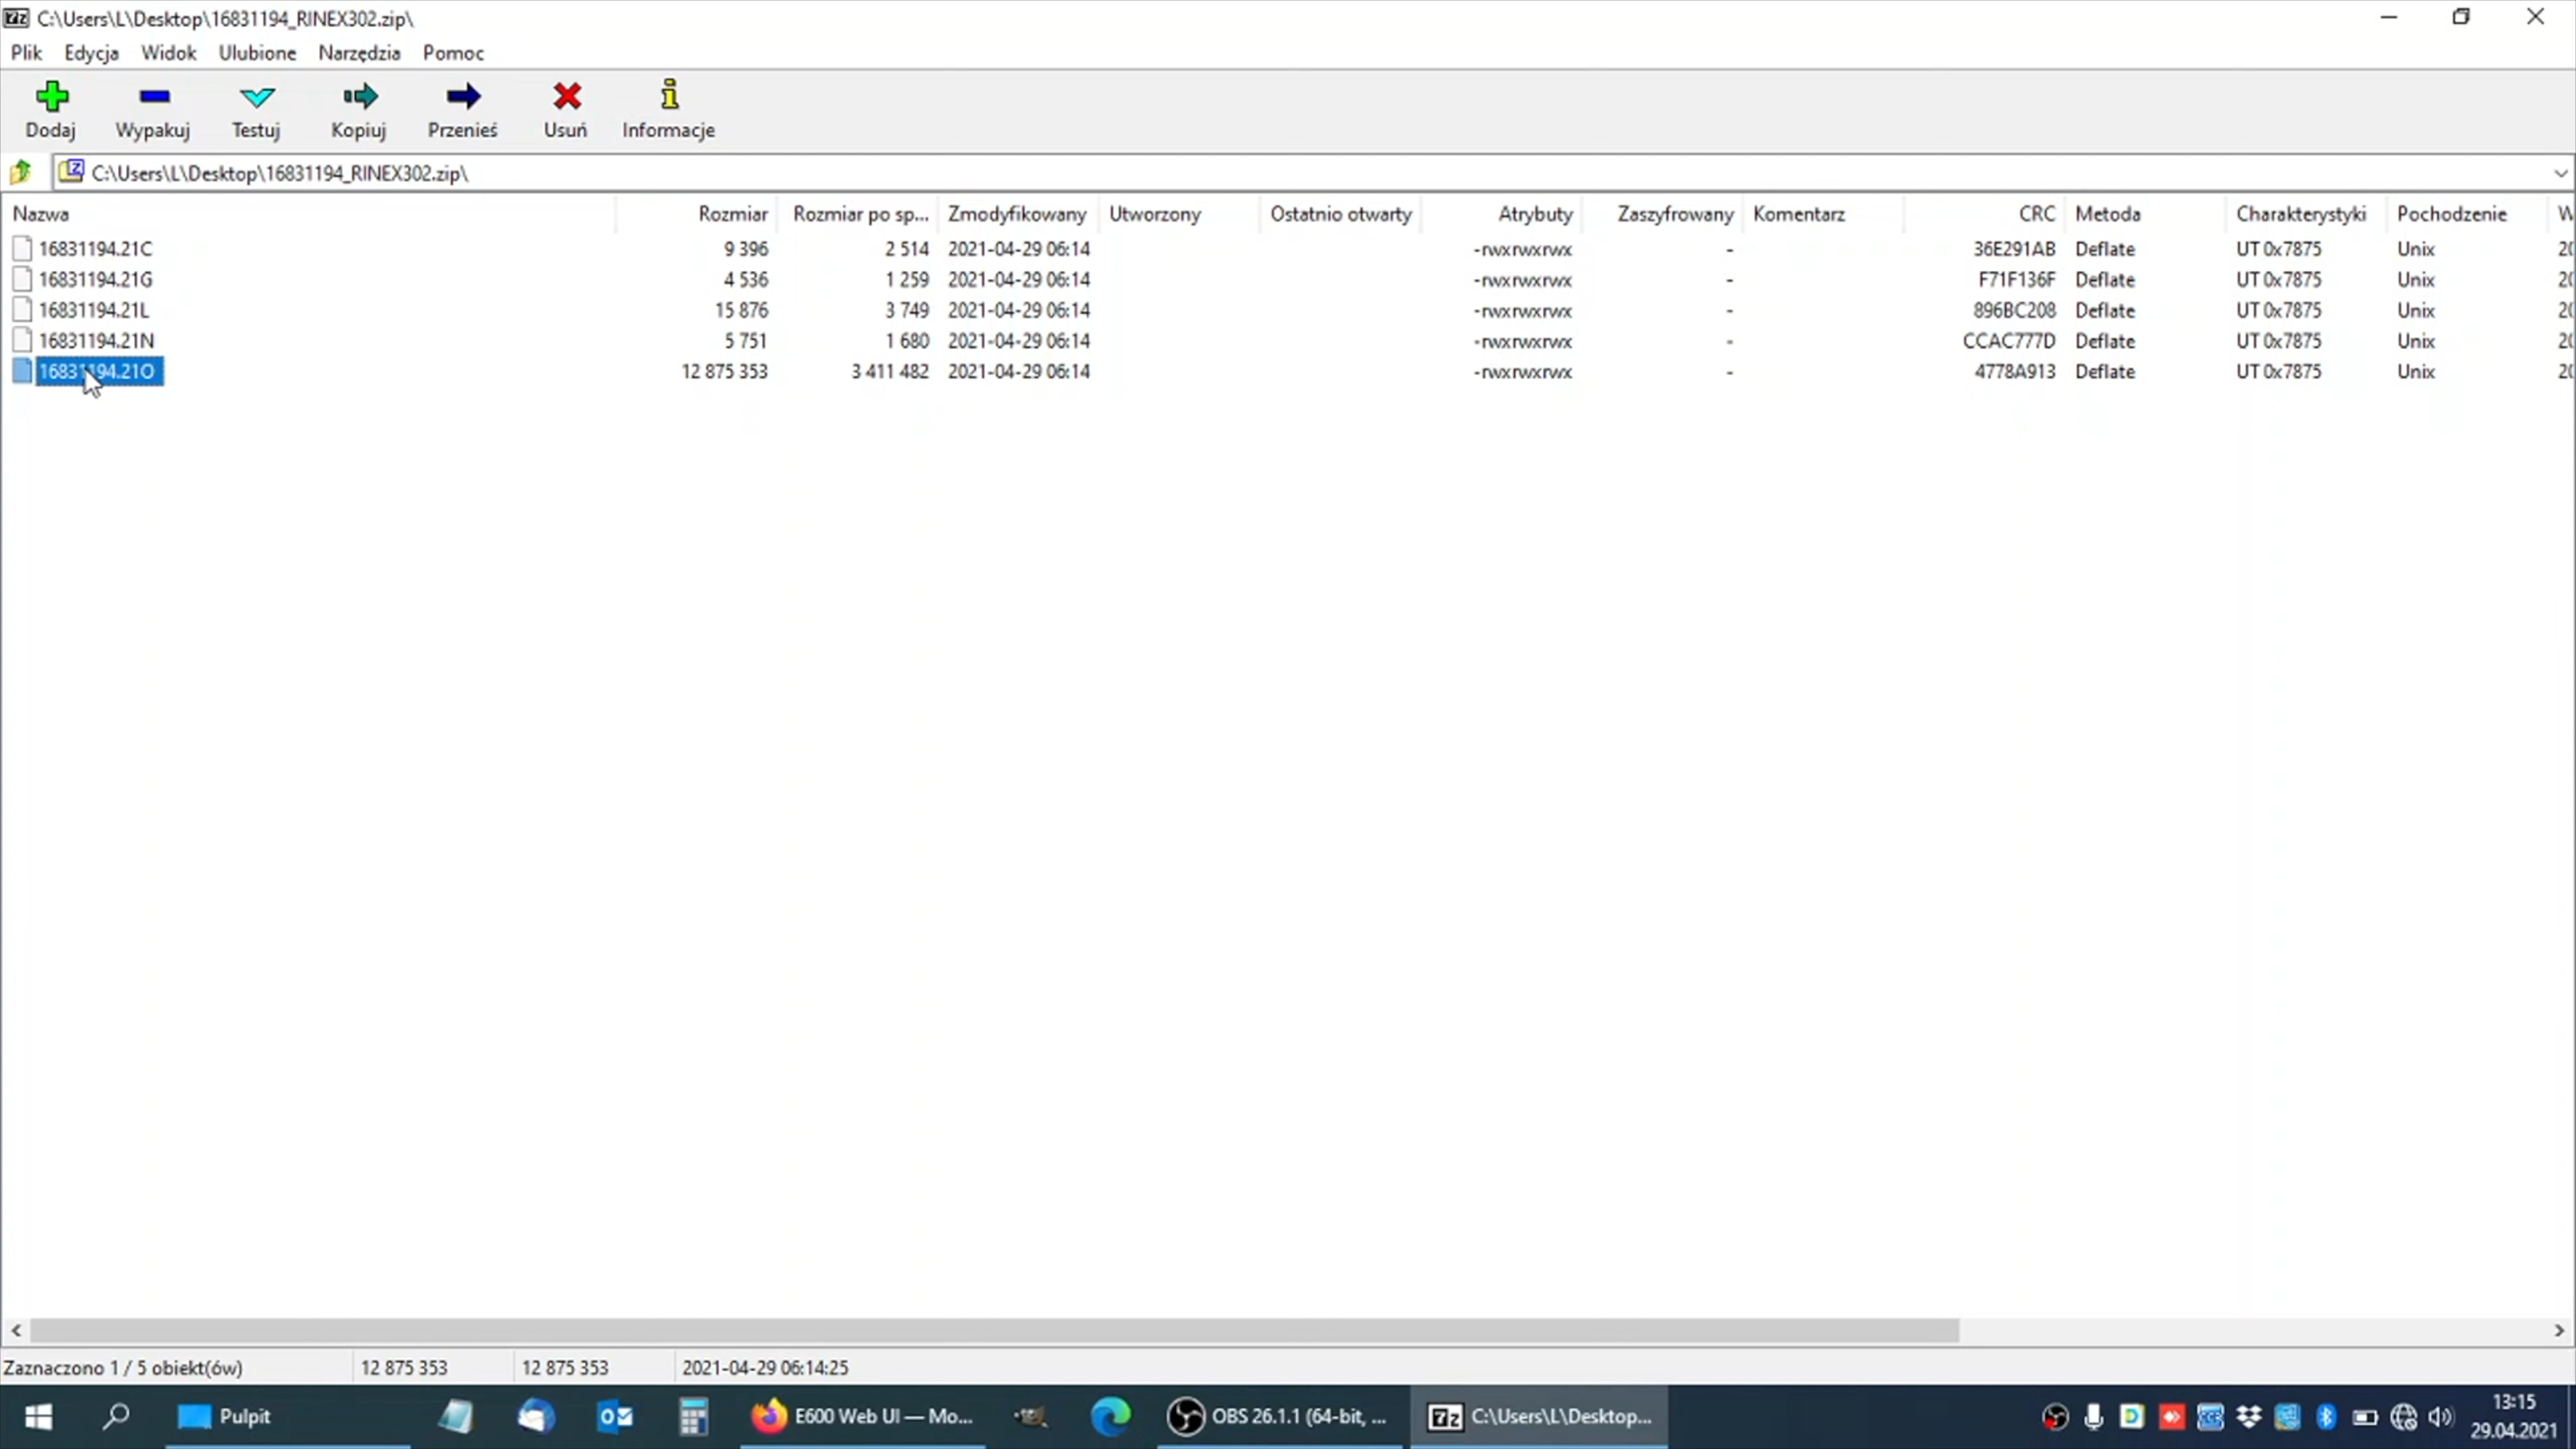 C:\Users\L\Desktop\16831194_RINEX302.zip\
Plik Edycja Widok Ulubione Narzędzia Pomoc
Dodaj Wypakuj Testuj Kopiuj Przenieś Usuń Informacje
C:\Users\L\Desktop\16831194_RINEX302.zip\
Nazwa Rozmiar Rozmiar po sp... Zmodyfikowany Utworzony Ostatnio otwarty Atrybuty Zaszyfrowany Komentarz CRC Metoda Charakterystyki Pochodzenie
16831194.21C 9 396 2 514 2021-04-29 06:14 -rwxrwxrwx - 36E291AB Deflate UT 0x7875 Unix
16831194.21G 4 536 1 259 2021-04-29 06:14 -rwxrwxrwx - F71F136F Deflate UT 0x7875 Unix
16831194.21L 15 876 3 749 2021-04-29 06:14 -rwxrwxrwx - 896BC208 Deflate UT 0x7875 Unix
16831194.21N 5 751 1 680 2021-04-29 06:14 -rwxrwxrwx - CCAC777D Deflate UT 0x7875 Unix
16831194.21O 12 875 353 3 411 482 2021-04-29 06:14 -rwxrwxrwx - 4778A913 Deflate UT 0x7875 Unix
Zaznaczono 1 / 5 obiekt(ów) 12 875 353 12 875 353 2021-04-29 06:14:25
Pulpit E600 Web UI — Mo... OBS 26.1.1 (64-bit, ... C:\Users\L\Desktop... 13:15
29.04.2021